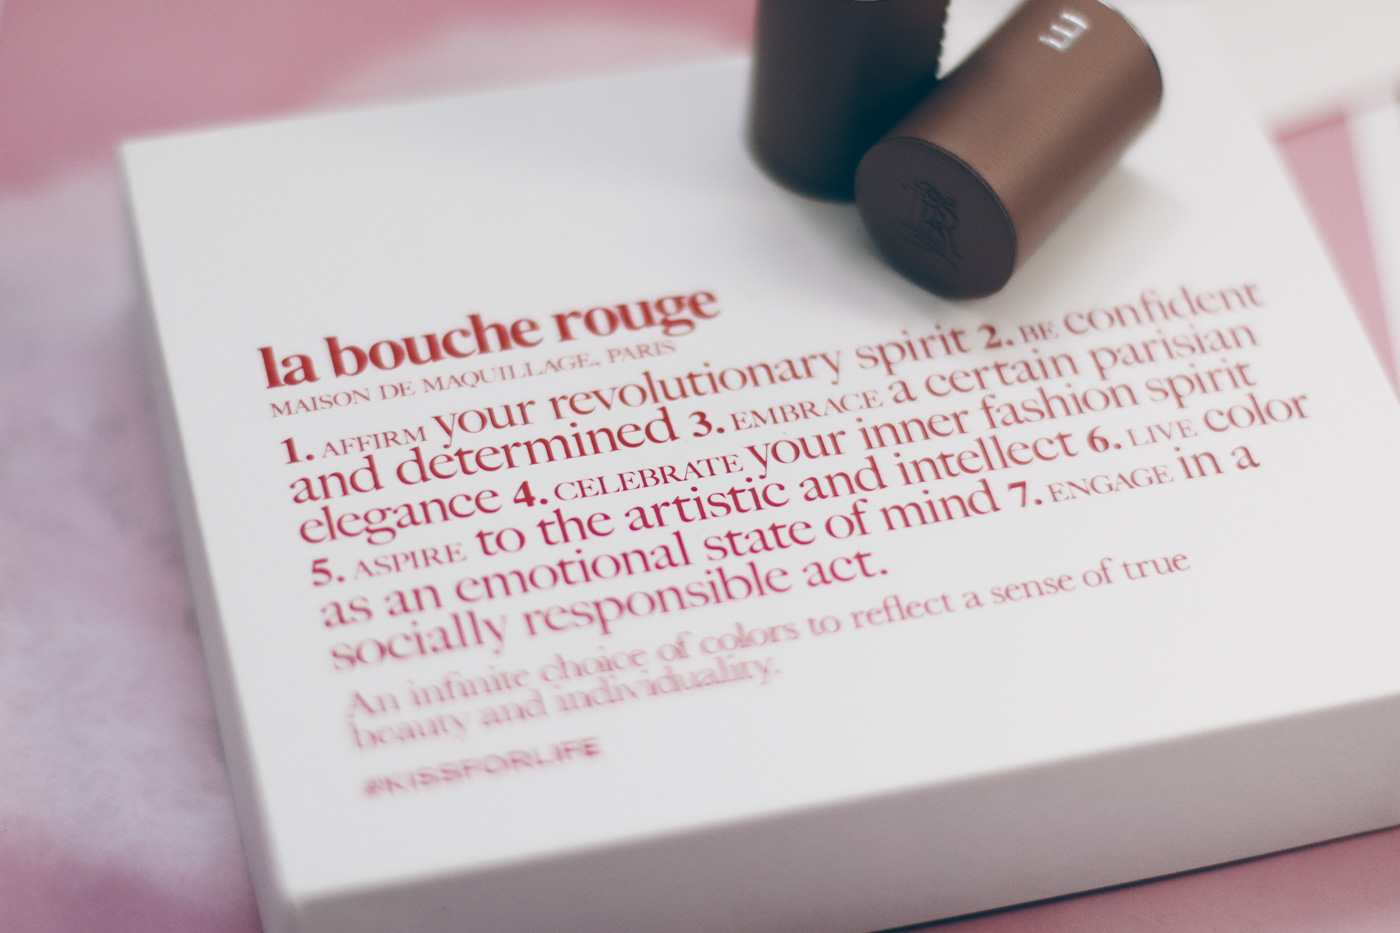 la bouche rouge
MAISON DE MAQUILLAGE, PARIS
1. AFFIRM your revolutionary spirit 2. BE confident
and determined 3. EMBRACE a certain parisian
elegance 4. CELEBRATE your inner fashion spirit
5. ASPIRE to the artistic and intellect 6. LIVE color
as an emotional state of mind 7. ENGAGE in a
socially responsible act.
An infinite choice of colors to reflect a sense of true
beauty and individuality.
#KISSFORLIFE